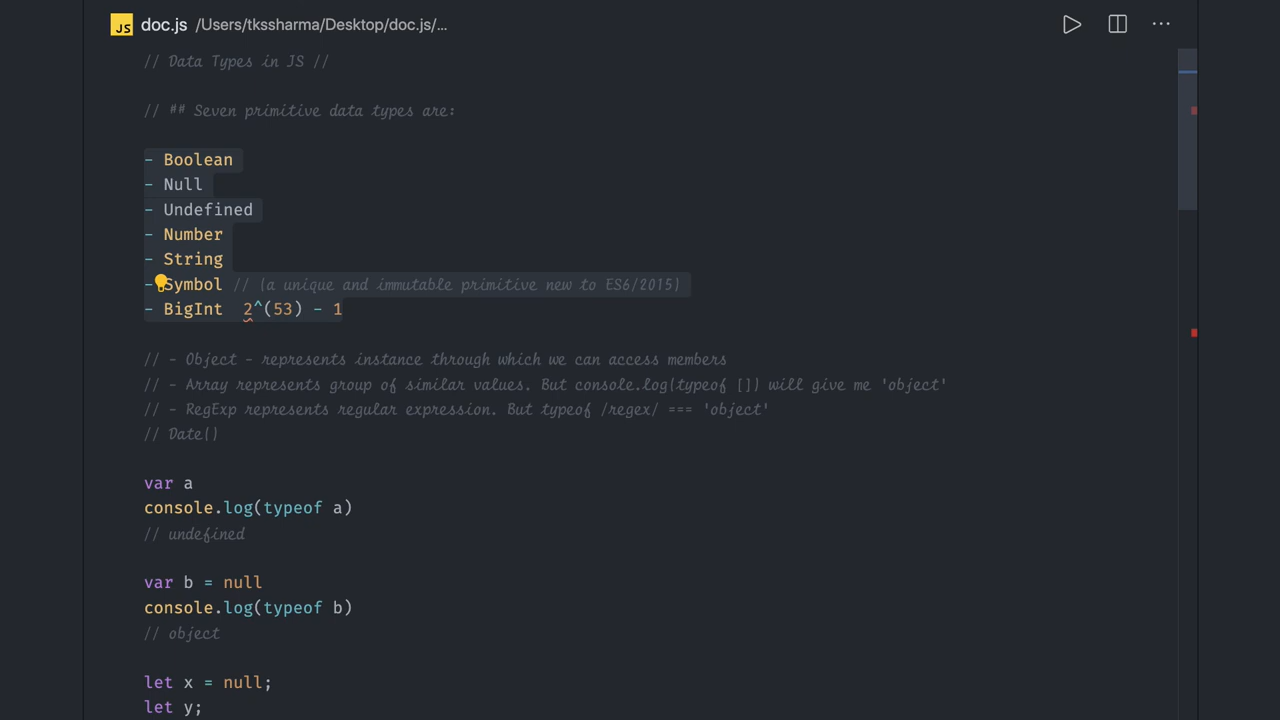 JS doc.js /Users/tkssharma/Desktop/doc.js/...
// Data Types in JS //
// ## Seven primitive data types are:
- Boolean
- Null
- Undefined
- Number
- String
- Symbol // (a unique and immutable primitive new to ES6/2015)
- BigInt  2^(53) - 1
// - Object - represents instance through which we can access members
// - Array represents group of similar values. But console.log(typeof []) will give me 'object'
// - RegExp represents regular expression. But typeof /regex/ === 'object'
// Date()
var a
console.log(typeof a)
// undefined
var b = null
console.log(typeof b)
// object
let x = null;
let y;